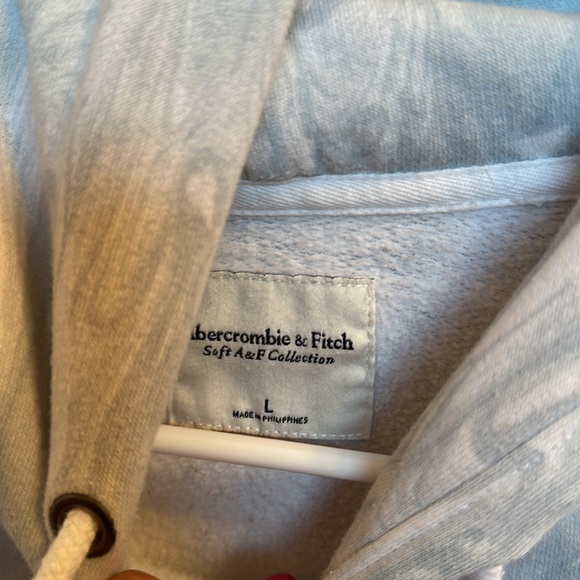 Abercrombie & Fitch
Soft A&F Collection
L
MADE IN PHILIPPINES